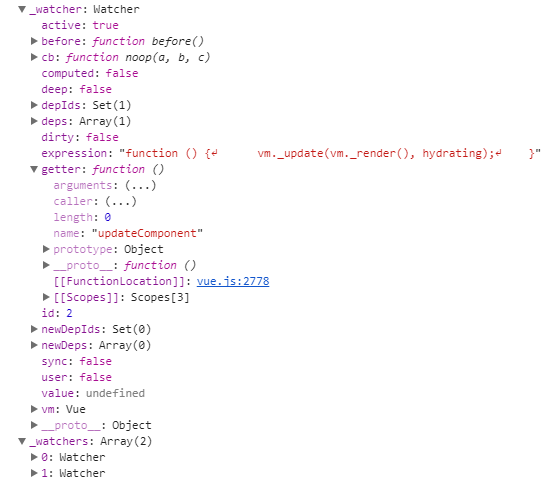 ▼_watcher: Watcher
active: true
▶before: function before()
▶cb: function noop(a, b, c)
computed: false
deep: false
▶depIds: Set(1)
▶deps: Array(1)
dirty: false
expression: "function () {↵      vm._update(vm._render(), hydrating);↵    }"
▼getter: function ()
arguments: (...)
caller: (...)
length: 0
name: "updateComponent"
▶prototype: Object
▶__proto__: function ()
[[FunctionLocation]]: vue.js:2778
▶[[Scopes]]: Scopes[3]
id: 2
▶newDepIds: Set(0)
▶newDeps: Array(0)
sync: false
user: false
value: undefined
▶vm: Vue
▶__proto__: Object
▼_watchers: Array(2)
▶0: Watcher
▶1: Watcher